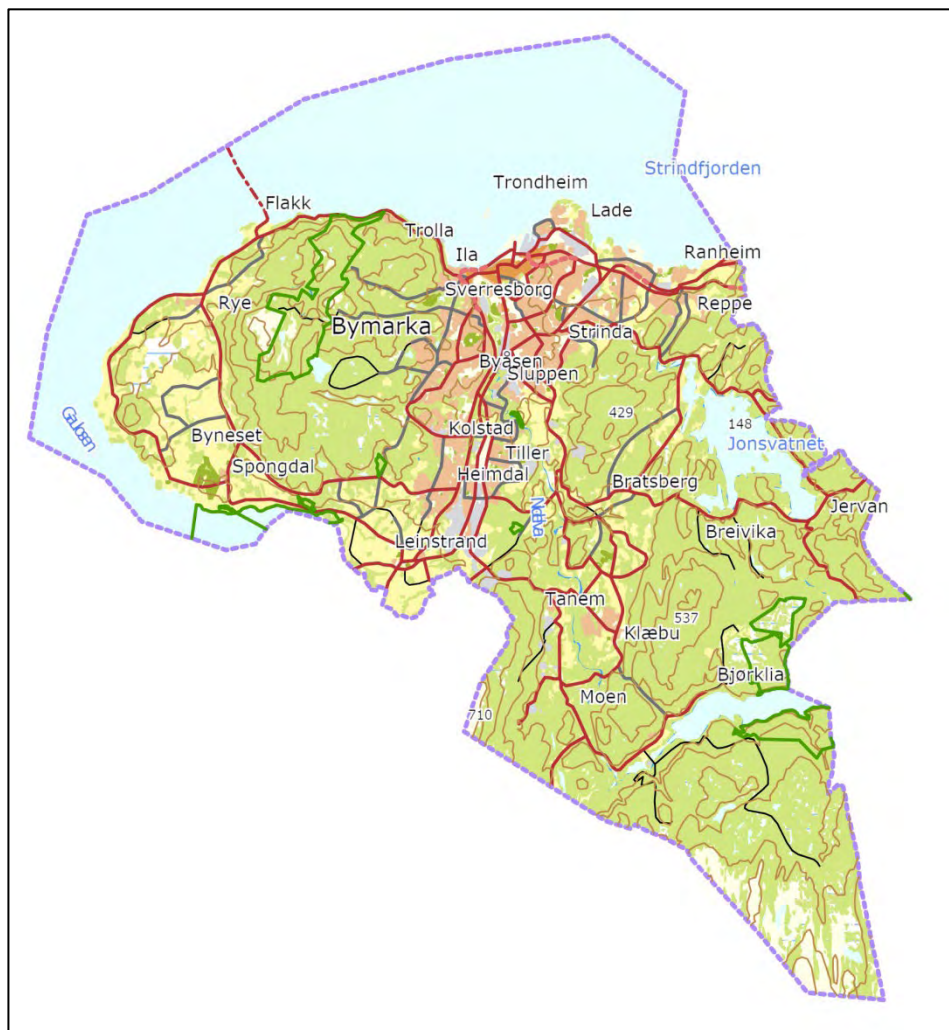 Strindfjorden
Trondheim
Flakk
Lade
Trolla
Ila
Ranheim
Sverresborg
Rye
Reppe
Bymarka
Strinda
Byåsen
Sluppen
429
148
Gaulosen
Byneset
Kolstad
Jonsvatnet
Tiller
Spongdal
Heimdal
Bratsberg
Jervan
Nidelva
Breivika
Leinstrand
Tanem
537
Klæbu
Bjørklia
Moen
710